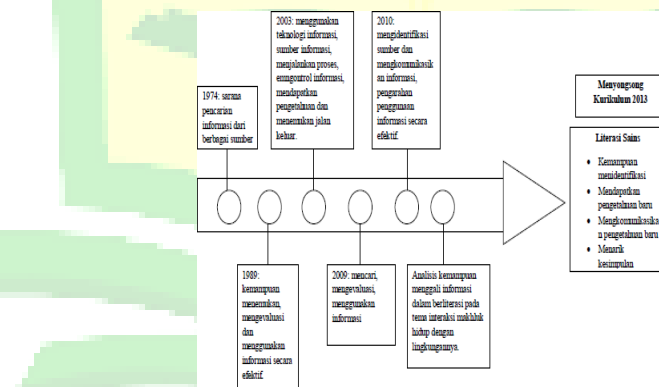 1974: sarana
pencarian
informasi dari
berbagai sumber
2003: menggunakan
teknologi informasi,
sumber informasi,
menjalankan proses,
emngontrol informasi,
mendapatkan
pengetahuan dan
menemukan jalan
keluar.
2010:
mengidentifikasi
sumber dan
mengkomunikasik
an informasi,
pengarahan
penggunaan
informasi secara
efektif.
Menyongsong
Kurikulum 2013
Literasi Sains
• Kemampuan
menidentifikasi
• Mendapatkan
pengetahuan baru
• Mengkomunikasika
n pengetahuan baru
• Menarik
kesimpulan
1989:
kemampuan
menemukan,
mengevaluasi
dan
menggunakan
informasi secara
efektif.
2009: mencari,
mengevaluasi,
menggunakan
informasi
Analisis kemampuan
menggali informasi
dalam berliterasi pada
tema interaksi makhluk
hidup dengan
lingkungannya.